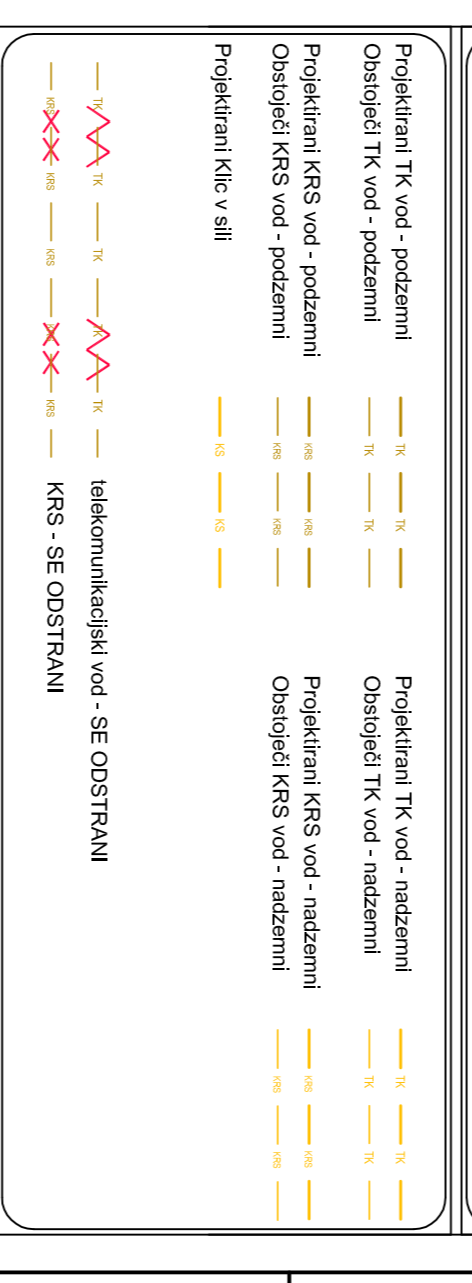 Projektirani TK vod - podzemni TK TK Projektirani TK vod - nadzemni TK TK
Obstoječi TK vod - podzemni TK TK Obstoječi TK vod - nadzemni TK TK
Projektirani KRS vod - podzemni KRS KRS Projektirani KRS vod - nadzemni KRS KRS
Obstoječi KRS vod - podzemni KRS KRS Obstoječi KRS vod - nadzemni KRS KRS
Projektirani Klic v sili KS KS
TK TK TK TK TK telekomunikacijski vod - SE ODSTRANI
KRS KRS KRS KRS KRS KRS - SE ODSTRANI